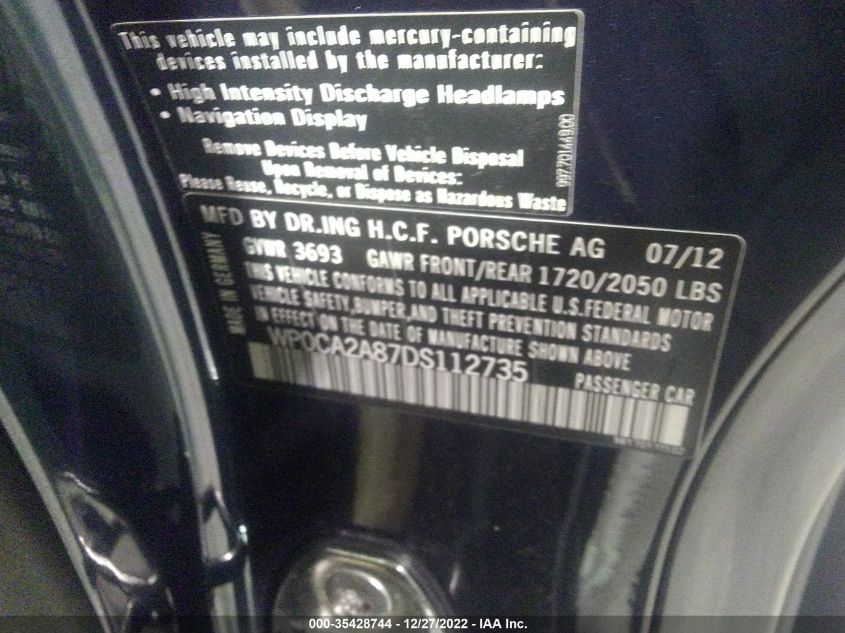 This vehicle may include mercury-containing
devices installed by the manufacturer:
• High Intensity Discharge Headlamps
• Navigation Display
Remove Devices Before Vehicle Disposal
Upon Removal of Devices:
Please Reuse, Recycle, or Dispose as Hazardous Waste
MFD BY DR.ING H.C.F. PORSCHE AG 07/12
GVWR 3693 GAWR FRONT/REAR 1720/2050 LBS
THIS VEHICLE CONFORMS TO ALL APPLICABLE U.S.FEDERAL MOTOR
VEHICLE SAFETY,BUMPER,AND THEFT PREVENTION STANDARDS
IN EFFECT ON THE DATE OF MANUFACTURE SHOWN ABOVE
WP0CA2A87DS112735
PASSENGER CAR
MADE IN GERMANY
000-35428744 - 12/27/2022 - IAA Inc.